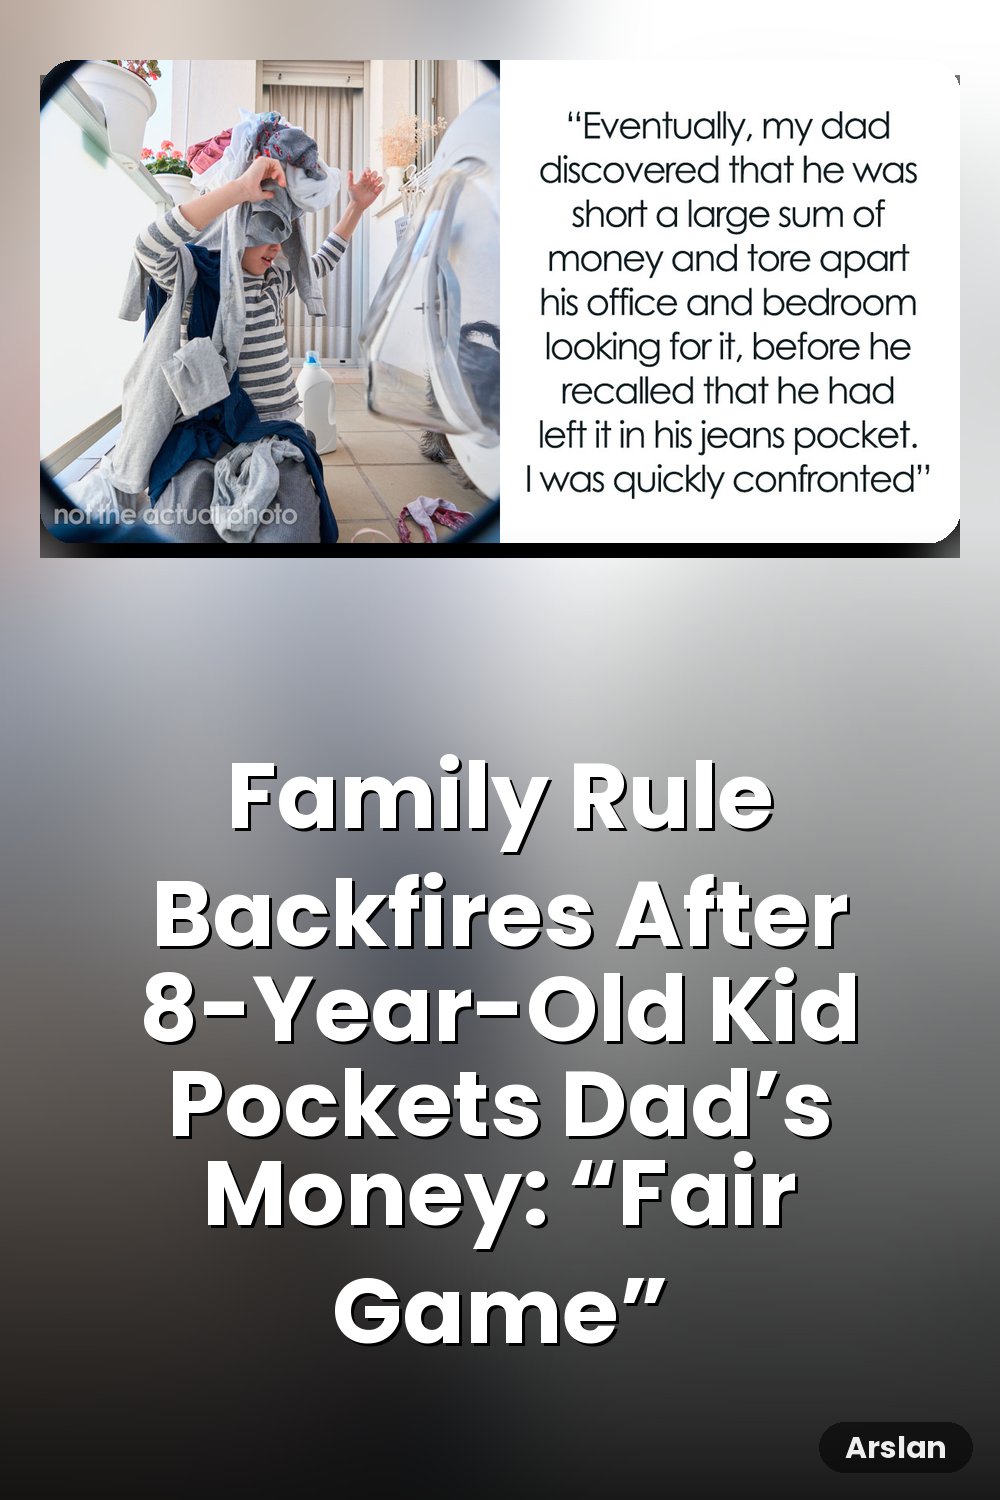 “Eventually, my dad
discovered that he was
short a large sum of
money and tore apart
his office and bedroom
looking for it, before he
recalled that he had
left it in his jeans pocket.
I was quickly confronted”
not the actual photo
Family Rule
Backfires After
8-Year-Old Kid
Pockets Dad’s
Money: “Fair
Game”
Arslan